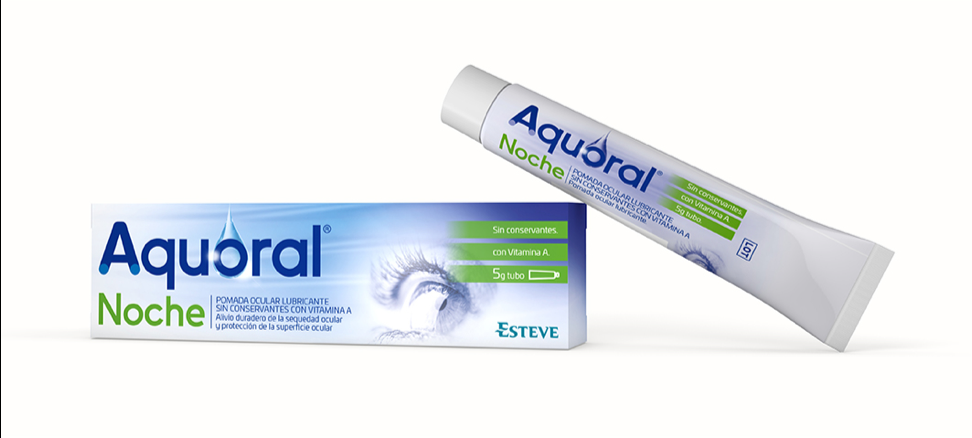 Aquoral®
Noche
POMADA OCULAR LUBRICANTE
SIN CONSERVANTES CON VITAMINA A
Alivio duradero de la sequedad ocular
y protección de la superficie ocular
Sin conservantes.
con Vitamina A.
5g tubo
ESTEVE
Aquoral®
Noche
POMADA OCULAR LUBRICANTE
SIN CONSERVANTES CON VITAMINA A
Pomada ocular lubricante
Sin conservantes.
con Vitamina A.
5g tubo.
LOT